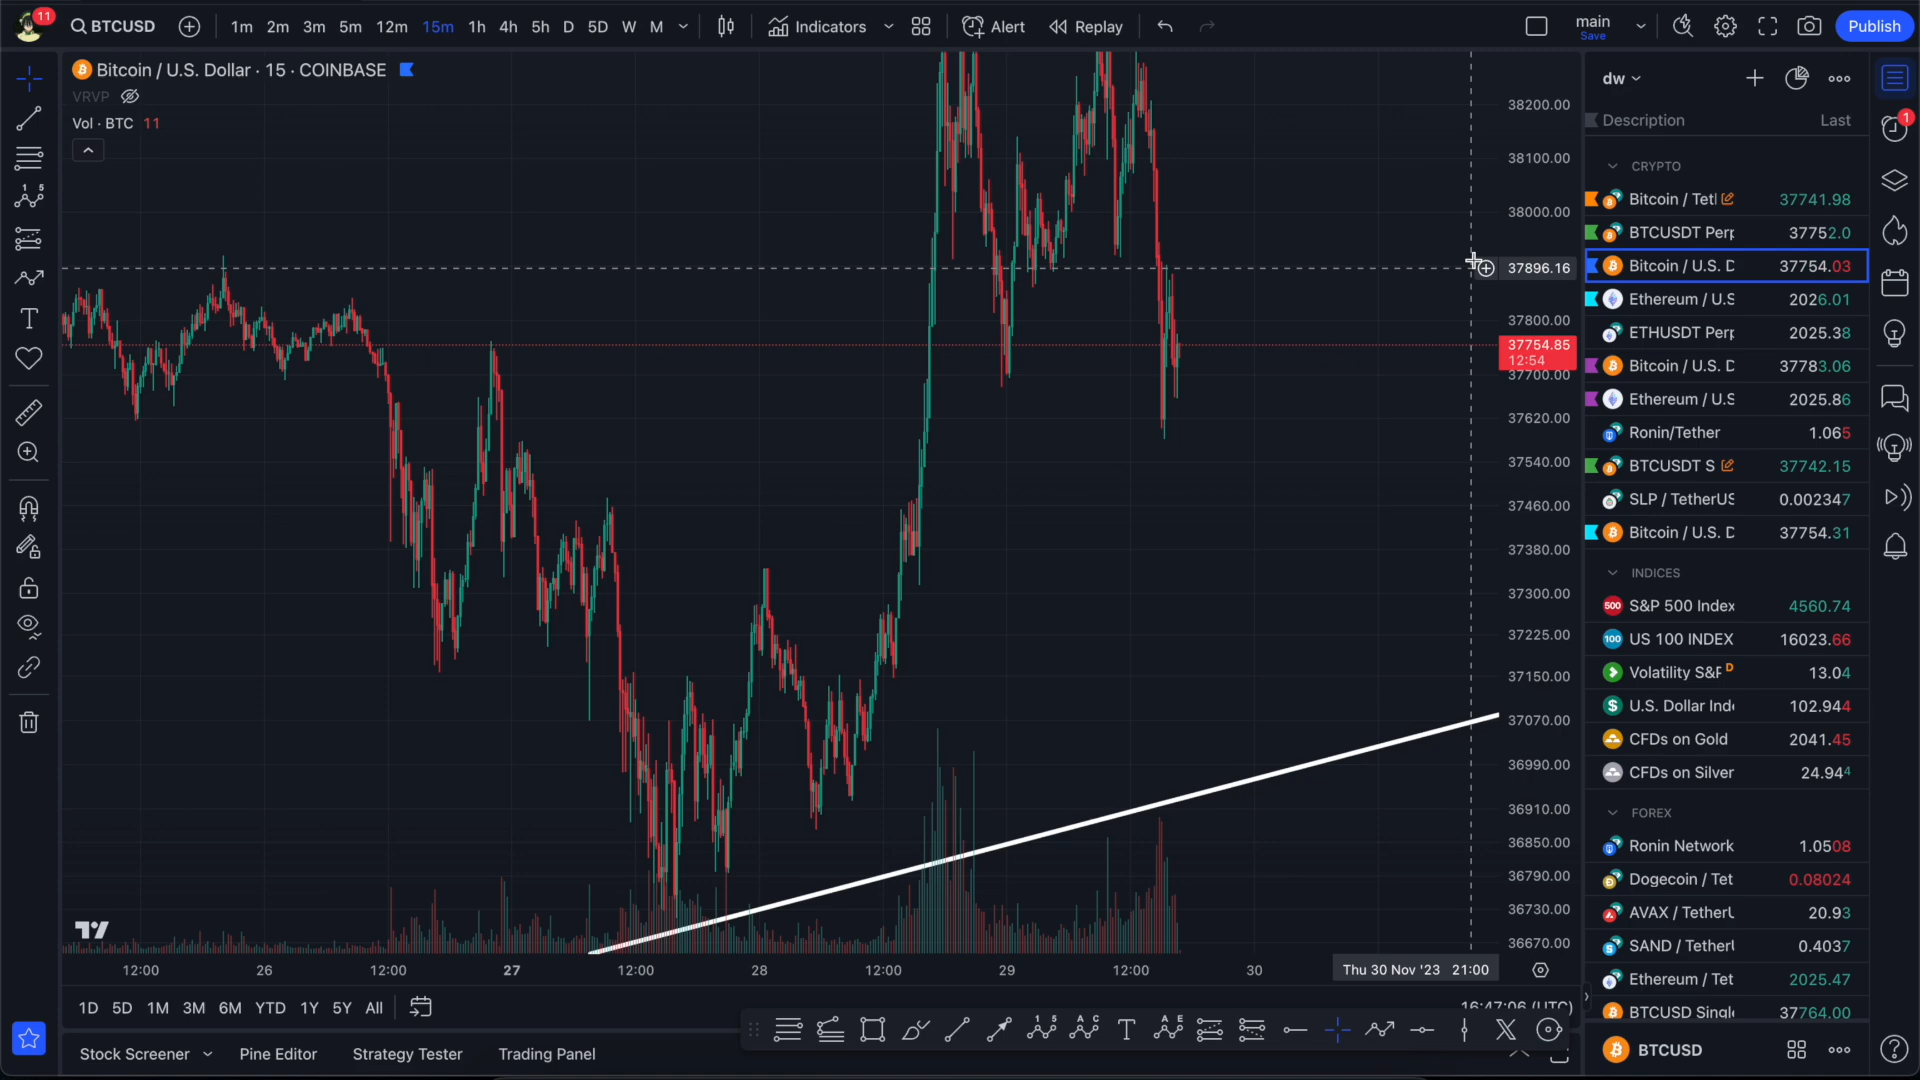 11
BTCUSD
1m 2m 3m 5m 12m 15m 1h 4h 5h D 5D W M
Indicators
Alert
Replay
main
Save
Publish
Bitcoin / U.S. Dollar · 15 · COINBASE
VRVP
Vol · BTC 11
38200.00
38100.00
38000.00
37896.16
37800.00
37754.85
12:54
37700.00
37620.00
37540.00
37460.00
37380.00
37300.00
37225.00
37150.00
37070.00
36990.00
36910.00
36850.00
36790.00
36730.00
36670.00
12:00 26 12:00 27 12:00 28 12:00 29 12:00 30
Thu 30 Nov '23 21:00
1D 5D 1M 3M 6M YTD 1Y 5Y All
16:47:06 (UTC)
Stock Screener
Pine Editor
Strategy Tester
Trading Panel
dw
Description Last
CRYPTO
Bitcoin / Tetl 37741.98
BTCUSDT Perp 37752.0
Bitcoin / U.S. D 37754.03
Ethereum / U.S 2026.01
ETHUSDT Perp 2025.38
Bitcoin / U.S. D 37783.06
Ethereum / U.S 2025.86
Ronin/Tether 1.065
BTCUSDT S 37742.15
SLP / TetherUS 0.002347
Bitcoin / U.S. D 37754.31
INDICES
500 S&P 500 Index 4560.74
100 US 100 INDEX 16023.66
Volatility S&P D 13.04
U.S. Dollar Inde 102.944
CFDs on Gold 2041.45
CFDs on Silver 24.944
FOREX
Ronin Network 1.0508
Dogecoin / Tet 0.08024
AVAX / TetherU 20.93
SAND / Tetherl 0.4037
Ethereum / Tet 2025.47
BTCUSD Singl 37764.00
BTCUSD
1